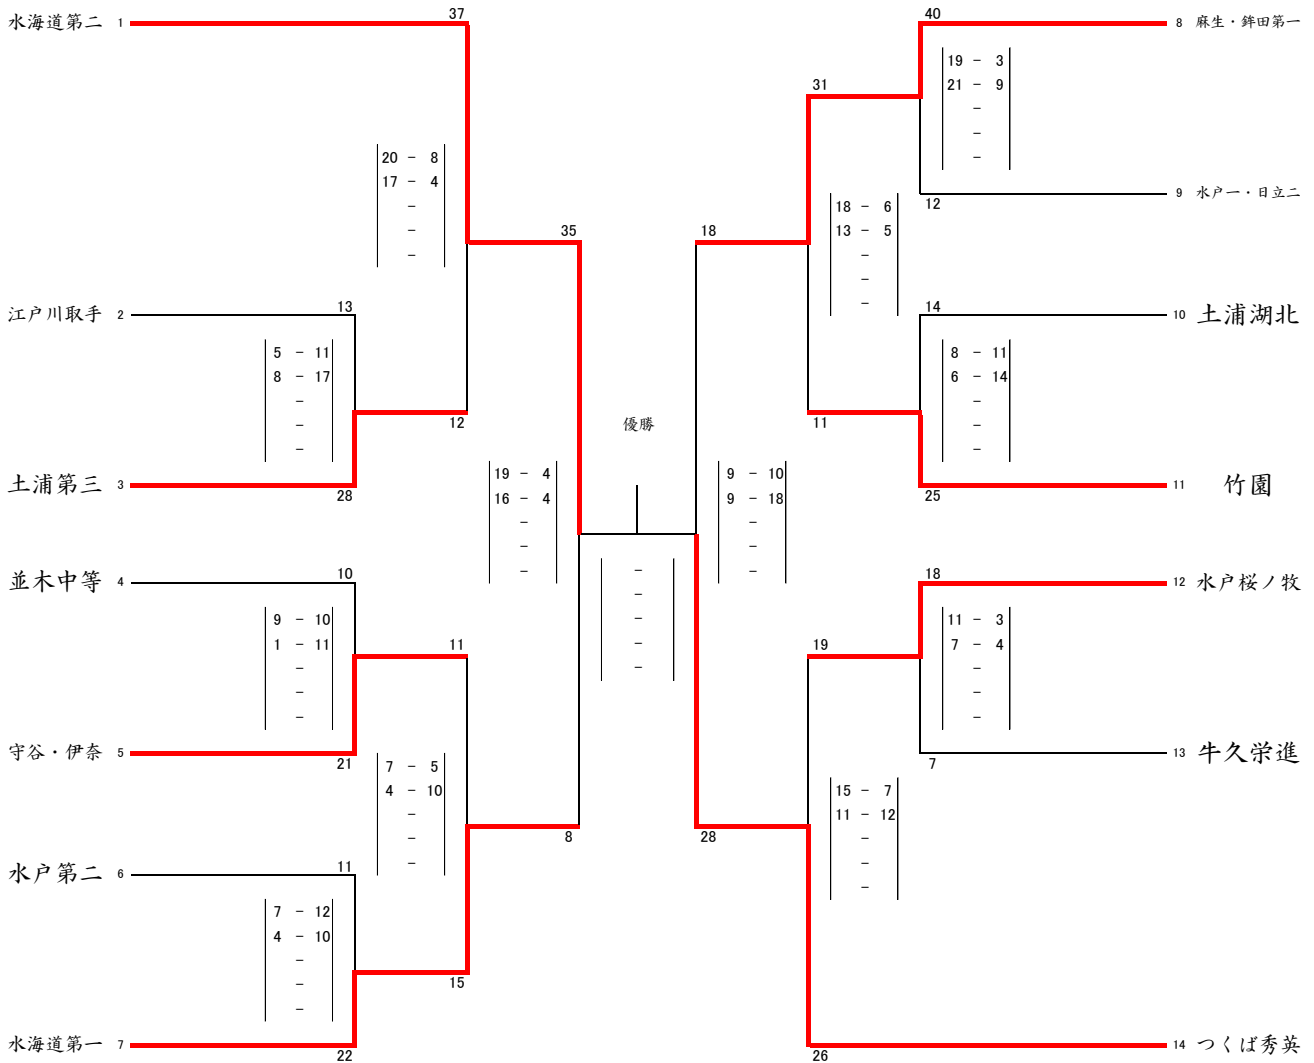 水海道第二 1
37
20 - 8
17 - 4
-
-
-
江戸川取手 2
13
5 - 11
8 - 17
-
-
-
土浦第三 3
28
12
35
並木中等 4
10
9 - 10
1 - 11
-
-
-
守谷・伊奈 5
21
11
7 - 5
4 - 10
-
-
-
水戸第二 6
11
7 - 12
4 - 10
-
-
-
水海道第一 7
22
15
8
19 - 4
16 - 4
-
-
-
優勝
-
-
-
-
-
9 - 10
9 - 18
-
-
-
40
8 麻生・鉾田第一
19 - 3
21 - 9
-
-
-
9 水戸一・日立二
12
31
18
18 - 6
13 - 5
-
-
-
14
10 土浦湖北
8 - 11
6 - 14
-
-
-
11 竹園
25
11
18
12 水戸桜ノ牧
11 - 3
7 - 4
-
-
-
13 牛久栄進
7
19
15 - 7
11 - 12
-
-
-
28
14 つくば秀英
26